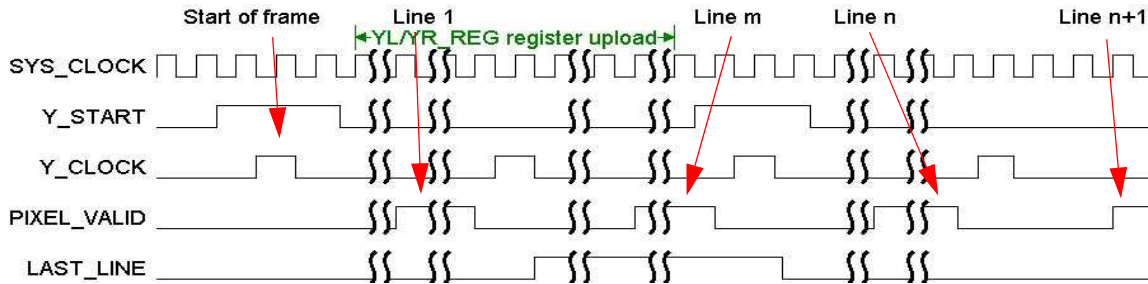 Start of frame Line 1 Line m Line n Line n+1
YL/YR_REG register upload
SYS_CLOCK
Y_START
Y_CLOCK
PIXEL_VALID
LAST_LINE